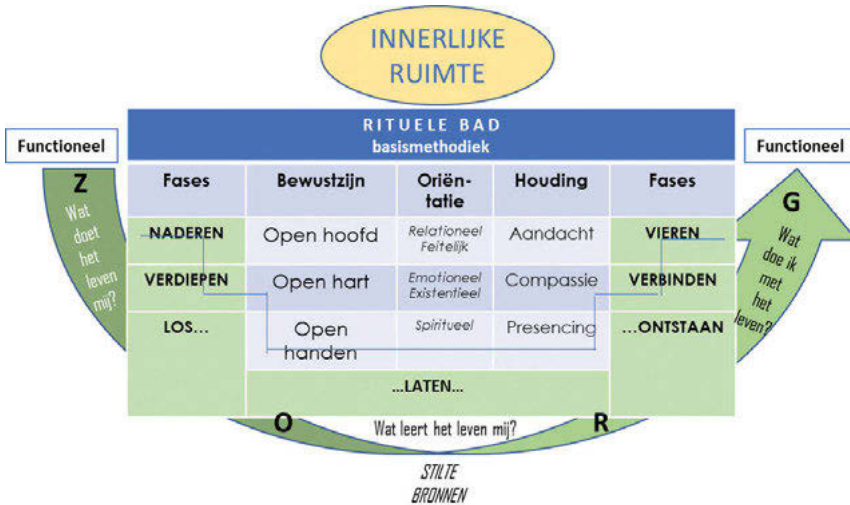 INNERLIJKE
RUIMTE
RITUELE BAD
basismethodiek
Functioneel
Functioneel
Z
Wat
doet
het
leven
mij?
Fases
Bewustzijn
Oriën-
tatie
Houding
Fases
G
Wat
doe ik
met
het
leven?
NADEREN
Open hoofd
Relationeel
Feitelijk
Aandacht
VIEREN
VERDIEPEN
Open hart
Emotioneel
Existentieel
Compassie
VERBINDEN
LOS...
Open
handen
Spiritueel
Presencing
...ONTSTAAN
...LATEN...
O
Wat leert het leven mij?
R
STILTE
BRONNEN